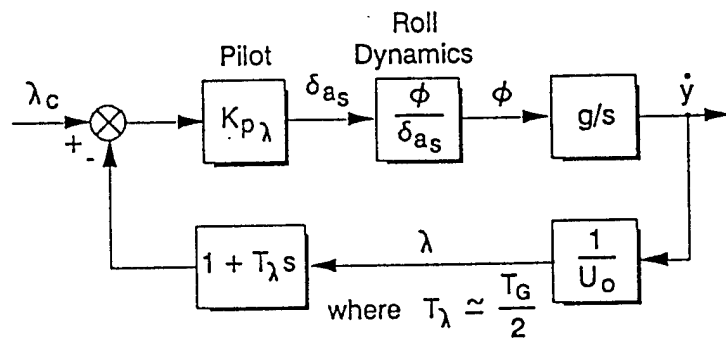 Pilot
Roll
Dynamics
λc
+
-
Kpλ
δas
ϕ
δas
ϕ
g/s
ẏ
1 + Tλs
λ
1
Uo
where Tλ ≃ TG
2